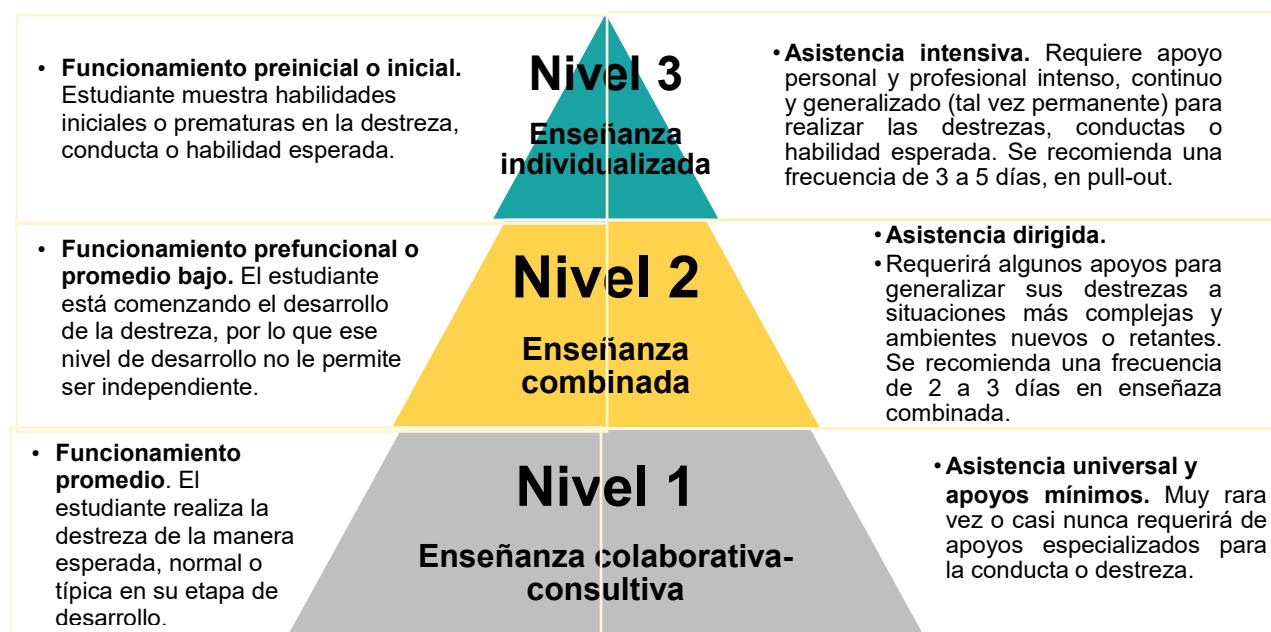 • Funcionamiento preinicial o inicial.
Estudiante muestra habilidades
iniciales o prematuras en la destreza,
conducta o habilidad esperada.
Nivel 3
Enseñanza
individualizada
• Asistencia intensiva. Requiere apoyo
personal y profesional intenso, continuo
y generalizado (tal vez permanente) para
realizar las destrezas, conductas o
habilidad esperada. Se recomienda una
frecuencia de 3 a 5 días, en pull-out.
• Funcionamiento prefuncional o
promedio bajo. El estudiante
está comenzando el desarrollo
de la destreza, por lo que ese
nivel de desarrollo no le permite
ser independiente.
Nivel 2
Enseñanza
combinada
• Asistencia dirigida.
• Requerirá algunos apoyos para
generalizar sus destrezas a
situaciones más complejas y
ambientes nuevos o retantes.
Se recomienda una frecuencia
de 2 a 3 días en enseñaza
combinada.
• Funcionamiento
promedio. El
estudiante realiza la
destreza de la manera
esperada, normal o
típica en su etapa de
desarrollo.
Nivel 1
Enseñanza colaborativa-
consultiva
• Asistencia universal y
apoyos mínimos. Muy rara
vez o casi nunca requerirá de
apoyos especializados para
la conducta o destreza.